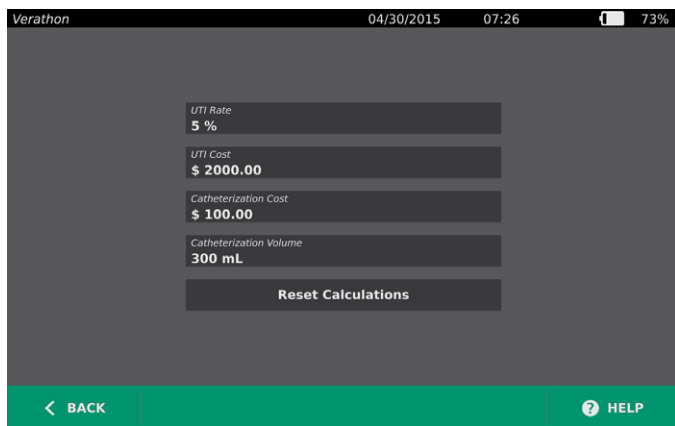 Verathon 04/30/2015 07:26 73%
UTI Rate
5 %
UTI Cost
$ 2000.00
Catheterization Cost
$ 100.00
Catheterization Volume
300 mL
Reset Calculations
BACK ? HELP